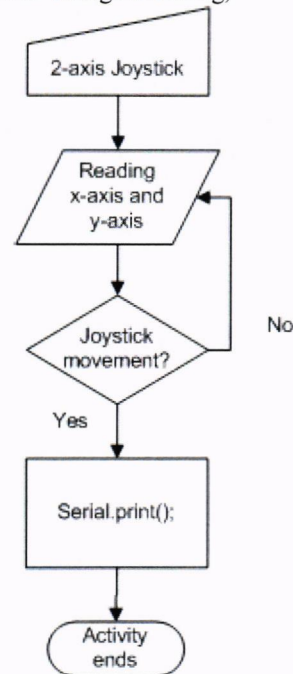 2-axis Joystick
Reading
x-axis and
y-axis
Joystick
movement?
No
Yes
Serial.print();
Activity
ends